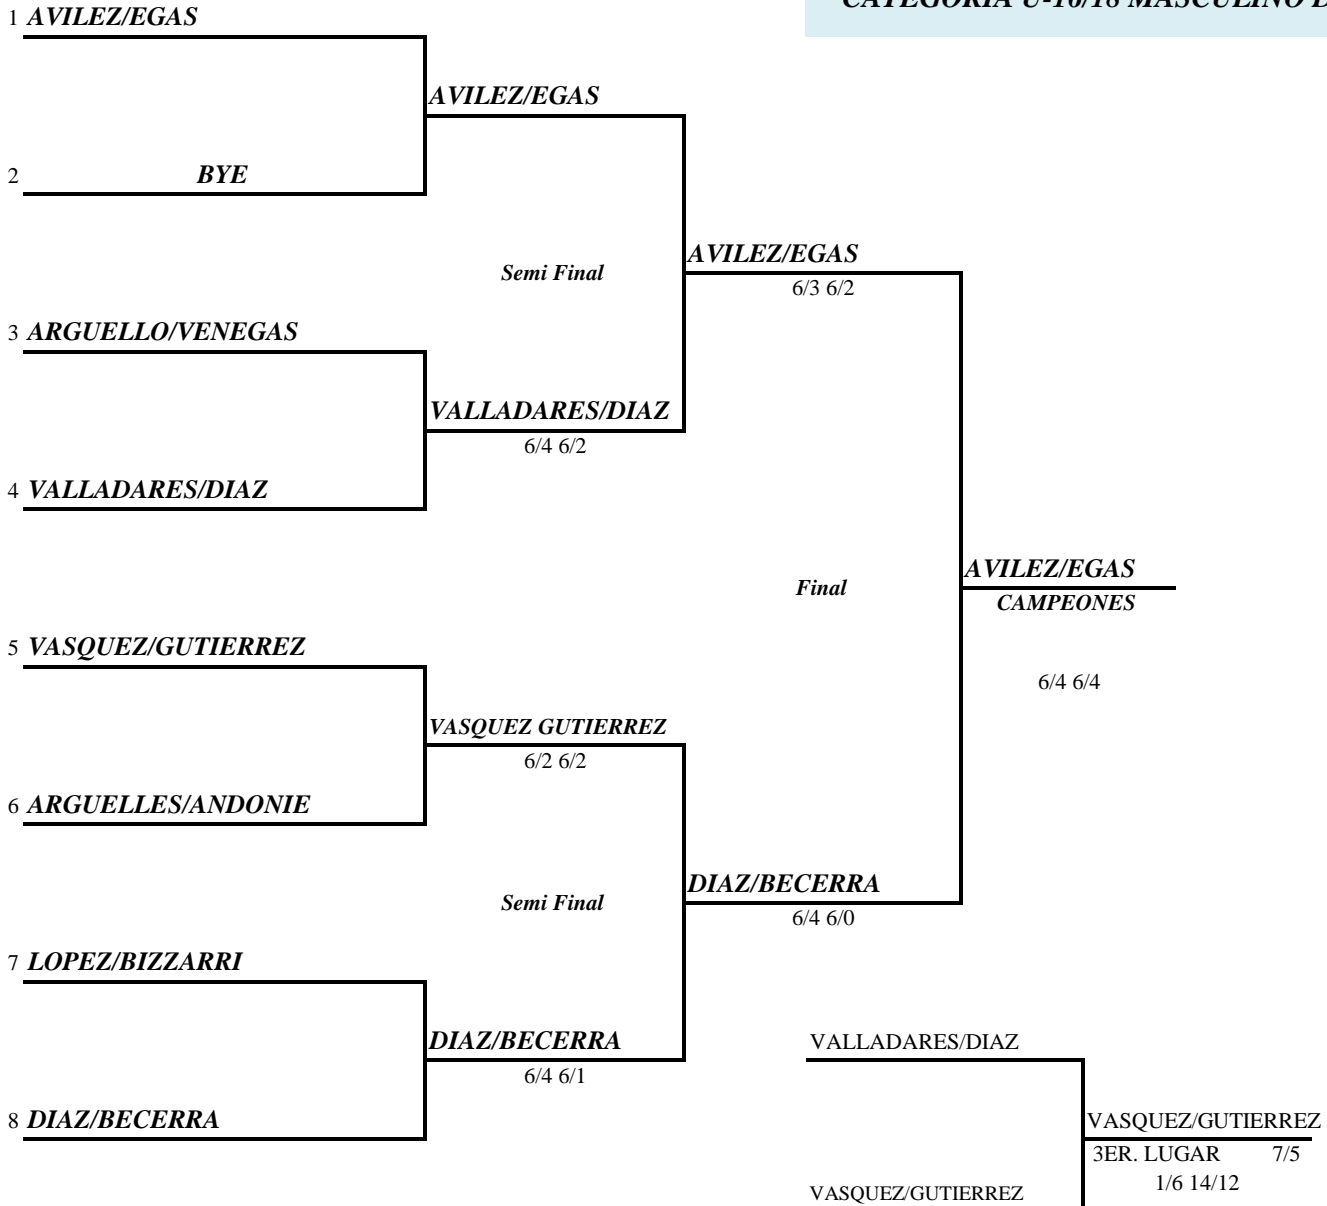 CATEGORIA U-16/18 MASCULINO D
1 AVILEZ/EGAS
AVILEZ/EGAS
2 BYE
AVILEZ/EGAS
Semi Final
6/3 6/2
3 ARGUELLO/VENEGAS
VALLADARES/DIAZ
6/4 6/2
4 VALLADARES/DIAZ
AVILEZ/EGAS
Final
CAMPEONES
5 VASQUEZ/GUTIERREZ
6/4 6/4
VASQUEZ GUTIERREZ
6/2 6/2
6 ARGUELLES/ANDONIE
DIAZ/BECERRA
Semi Final
6/4 6/0
7 LOPEZ/BIZZARRI
DIAZ/BECERRA
VALLADARES/DIAZ
6/4 6/1
8 DIAZ/BECERRA
VASQUEZ/GUTIERREZ
3ER. LUGAR 7/5
1/6 14/12
VASQUEZ/GUTIERREZ